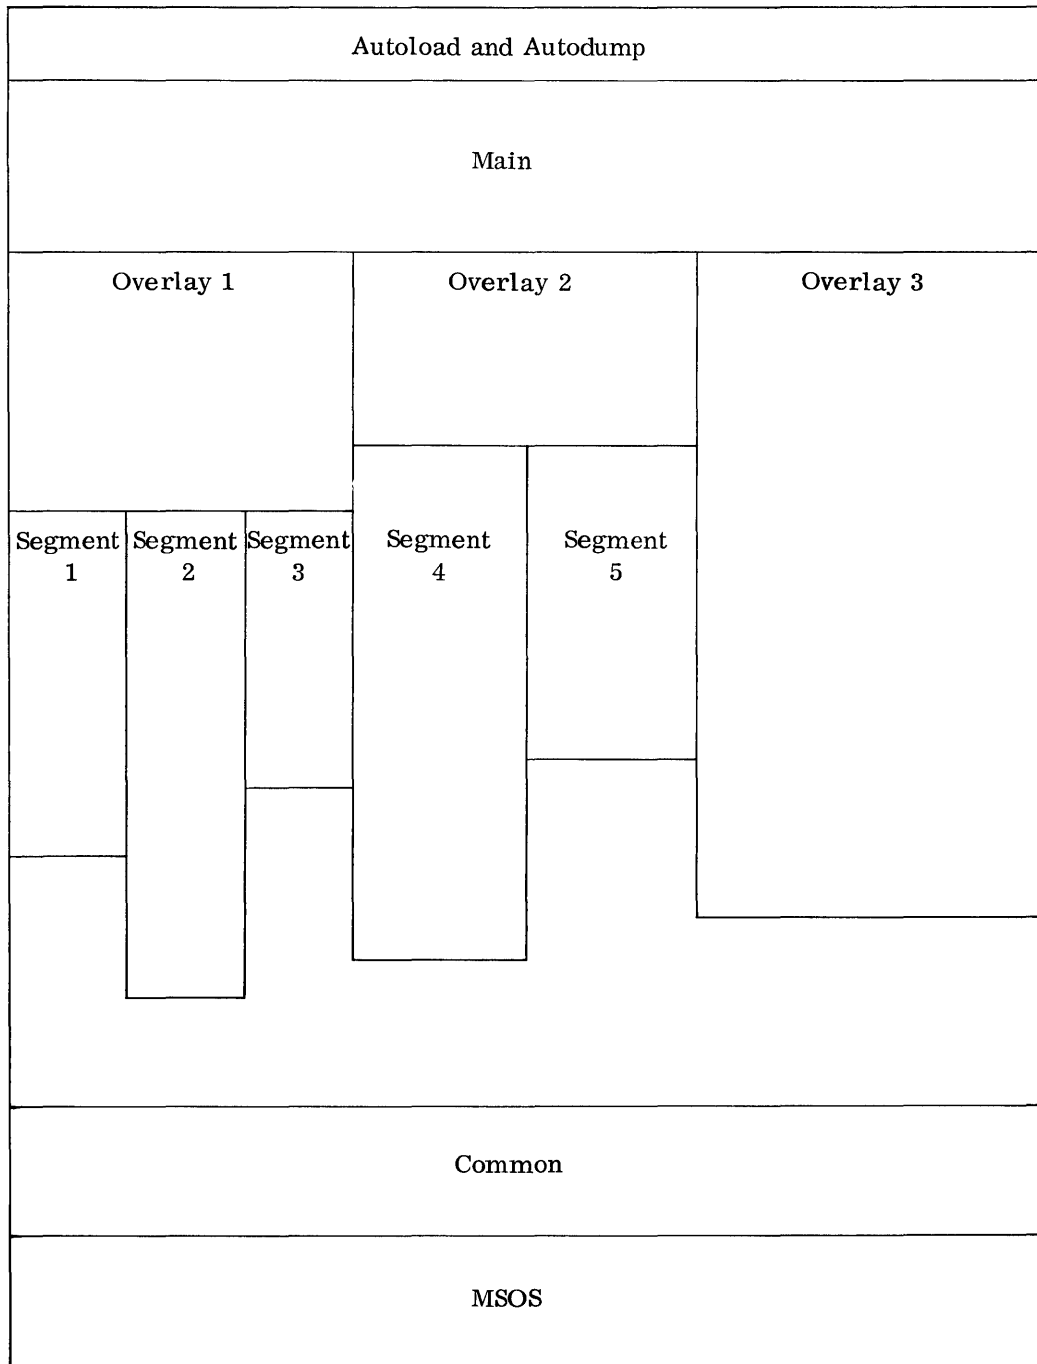 Autoload and Autodump
Main
Overlay 1
Overlay 2
Overlay 3
Segment
1
Segment
2
Segment
3
Segment
4
Segment
5
Common
MSOS